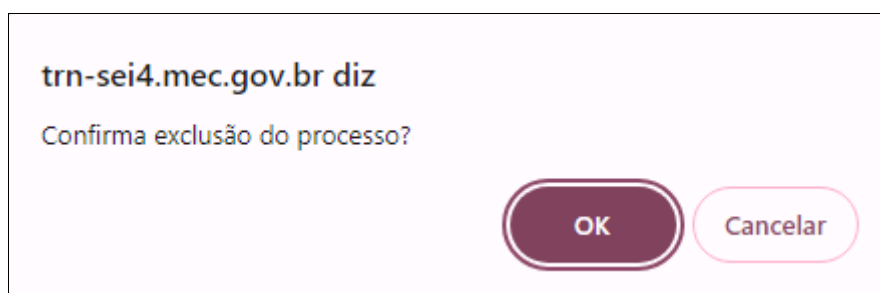 trn-sei4.mec.gov.br diz
Confirma exclusão do processo?
OK
Cancelar